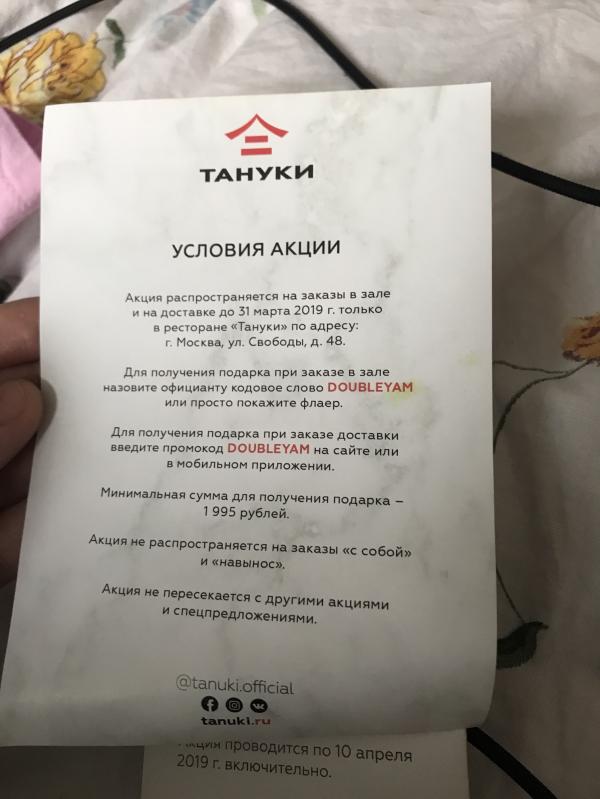 ТАНУКИ
УСЛОВИЯ АКЦИИ
Акция распространяется на заказы в зале
и на доставке до 31 марта 2019 г. только
в ресторане «Тануки» по адресу:
г. Москва, ул. Свободы, д. 48.
Для получения подарка при заказе в зале
назовите официанту кодовое слово DOUBLEYAM
или просто покажите флаер.
Для получения подарка при заказе доставки
введите промокод DOUBLEYAM на сайте или
в мобильном приложении.
Минимальная сумма для получения подарка –
1 995 рублей.
Акция не распространяется на заказы «с собой»
и «навынос».
Акция не пересекается с другими акциями
и спецпредложениями.
@tanuki.official
tanuki.ru
Акция проводится по 10 апреля
2019 г. включительно.